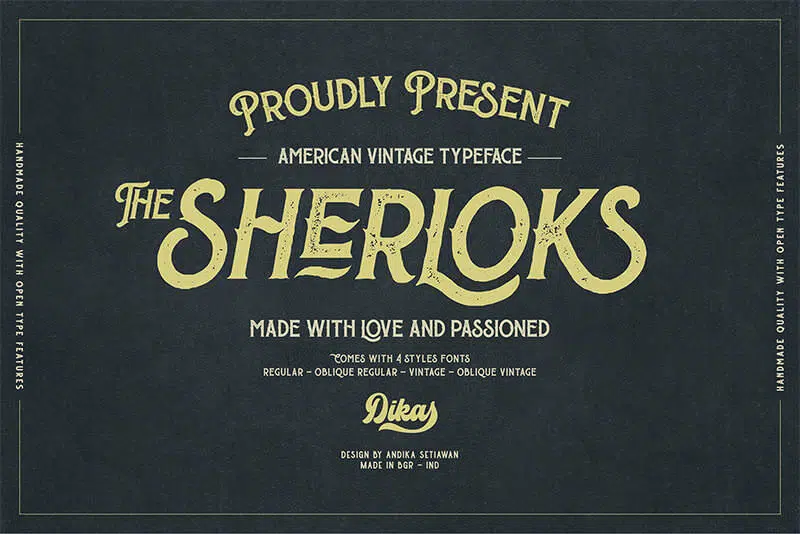 PROUDLY PRESENT
AMERICAN VINTAGE TYPEFACE
THE SHERLOKS
MADE WITH LOVE AND PASSIONED
COMES WITH 4 STYLES FONTS
REGULAR – OBLIQUE REGULAR – VINTAGE – OBLIQUE VINTAGE
Dikas
DESIGN BY ANDIKA SETIAWAN
MADE IN BGR – IND
HANDMADE QUALITY WITH OPEN TYPE FEATURES
HANDMADE QUALITY WITH OPEN TYPE FEATURES